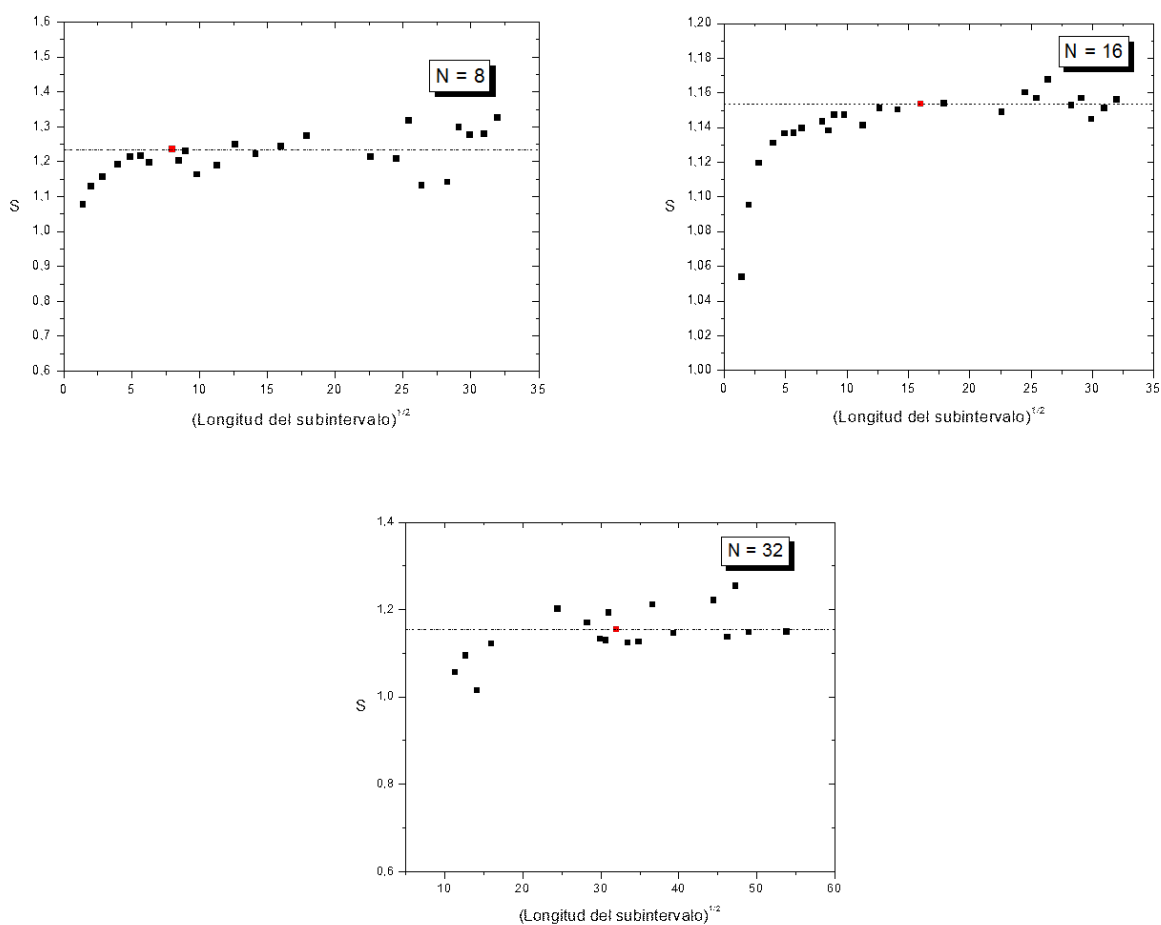 1,6
1,5
1,4
1,3
1,2
1,1
1,0
0,9
0,8
0,7
0,6
S
N = 8
0 5 10 15 20 25 30 35
(Longitud del subintervalo)^1/2
1,20
1,18
1,16
1,14
1,12
1,10
1,08
1,06
1,04
1,02
1,00
S
N = 16
0 5 10 15 20 25 30 35
(Longitud del subintervalo)^1/2
1,4
1,2
1,0
0,8
0,6
S
N = 32
10 20 30 40 50 60
(Longitud del subintervalo)^1/2